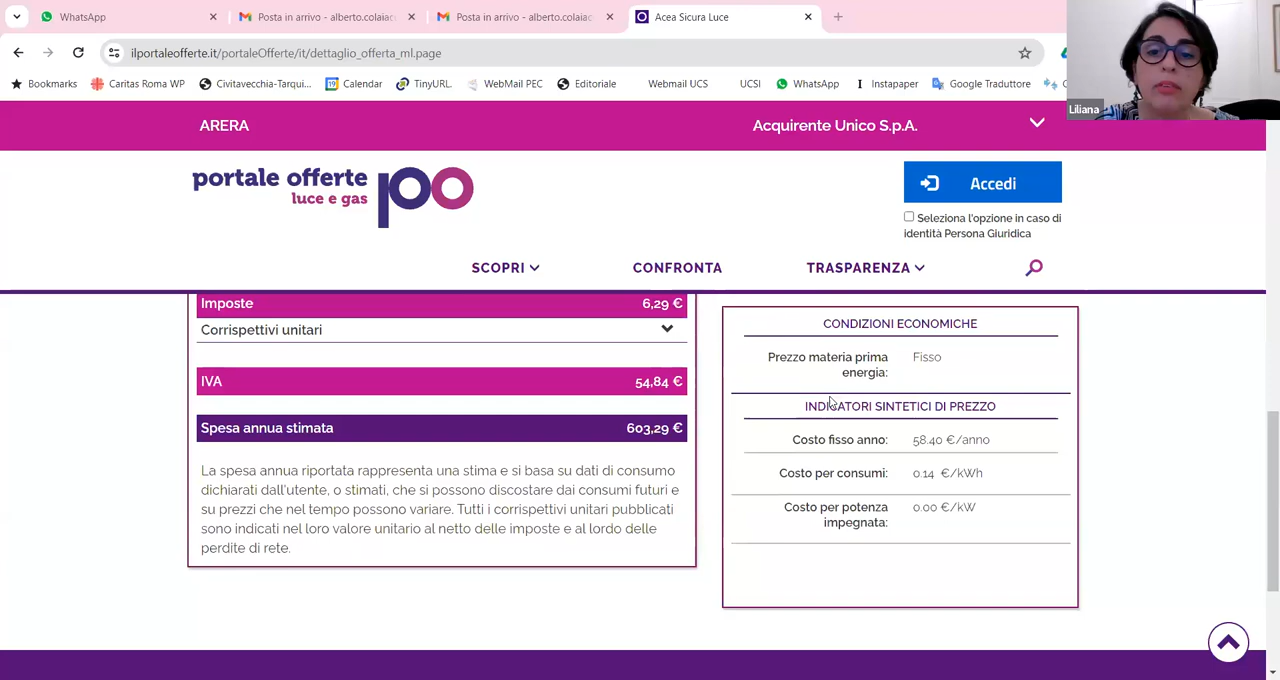 WhatsApp
Posta in arrivo - alberto.colaiac
Posta in arrivo - alberto.colaiac
Acea Sicura Luce
ilportaleofferte.it/portaleOfferte/it/dettaglio_offerta_ml.page
Bookmarks
Caritas Roma WP
Civitavecchia-Tarqui...
Calendar
TinyURL.
WebMail PEC
Editoriale
Webmail UCS
UCSI
WhatsApp
Instapaper
Google Traduttore
Liliana
ARERA
Acquirente Unico S.p.A.
portale offerte
luce e gas
po
Accedi
Seleziona l'opzione in caso di
identità Persona Giuridica
SCOPRI
CONFRONTA
TRASPARENZA
Imposte 6,29 €
Corrispettivi unitari
IVA 54,84 €
Spesa annua stimata 603,29 €
La spesa annua riportata rappresenta una stima e si basa su dati di consumo
dichiarati dall'utente, o stimati, che si possono discostare dai consumi futuri e
su prezzi che nel tempo possono variare. Tutti i corrispettivi unitari pubblicati
sono indicati nel loro valore unitario al netto delle imposte e al lordo delle
perdite di rete.
CONDIZIONI ECONOMICHE
Prezzo materia prima Fisso
energia:
INDICATORI SINTETICI DI PREZZO
Costo fisso anno: 58.40 €/anno
Costo per consumi: 0.14 €/kWh
Costo per potenza 0.00 €/kW
impegnata: